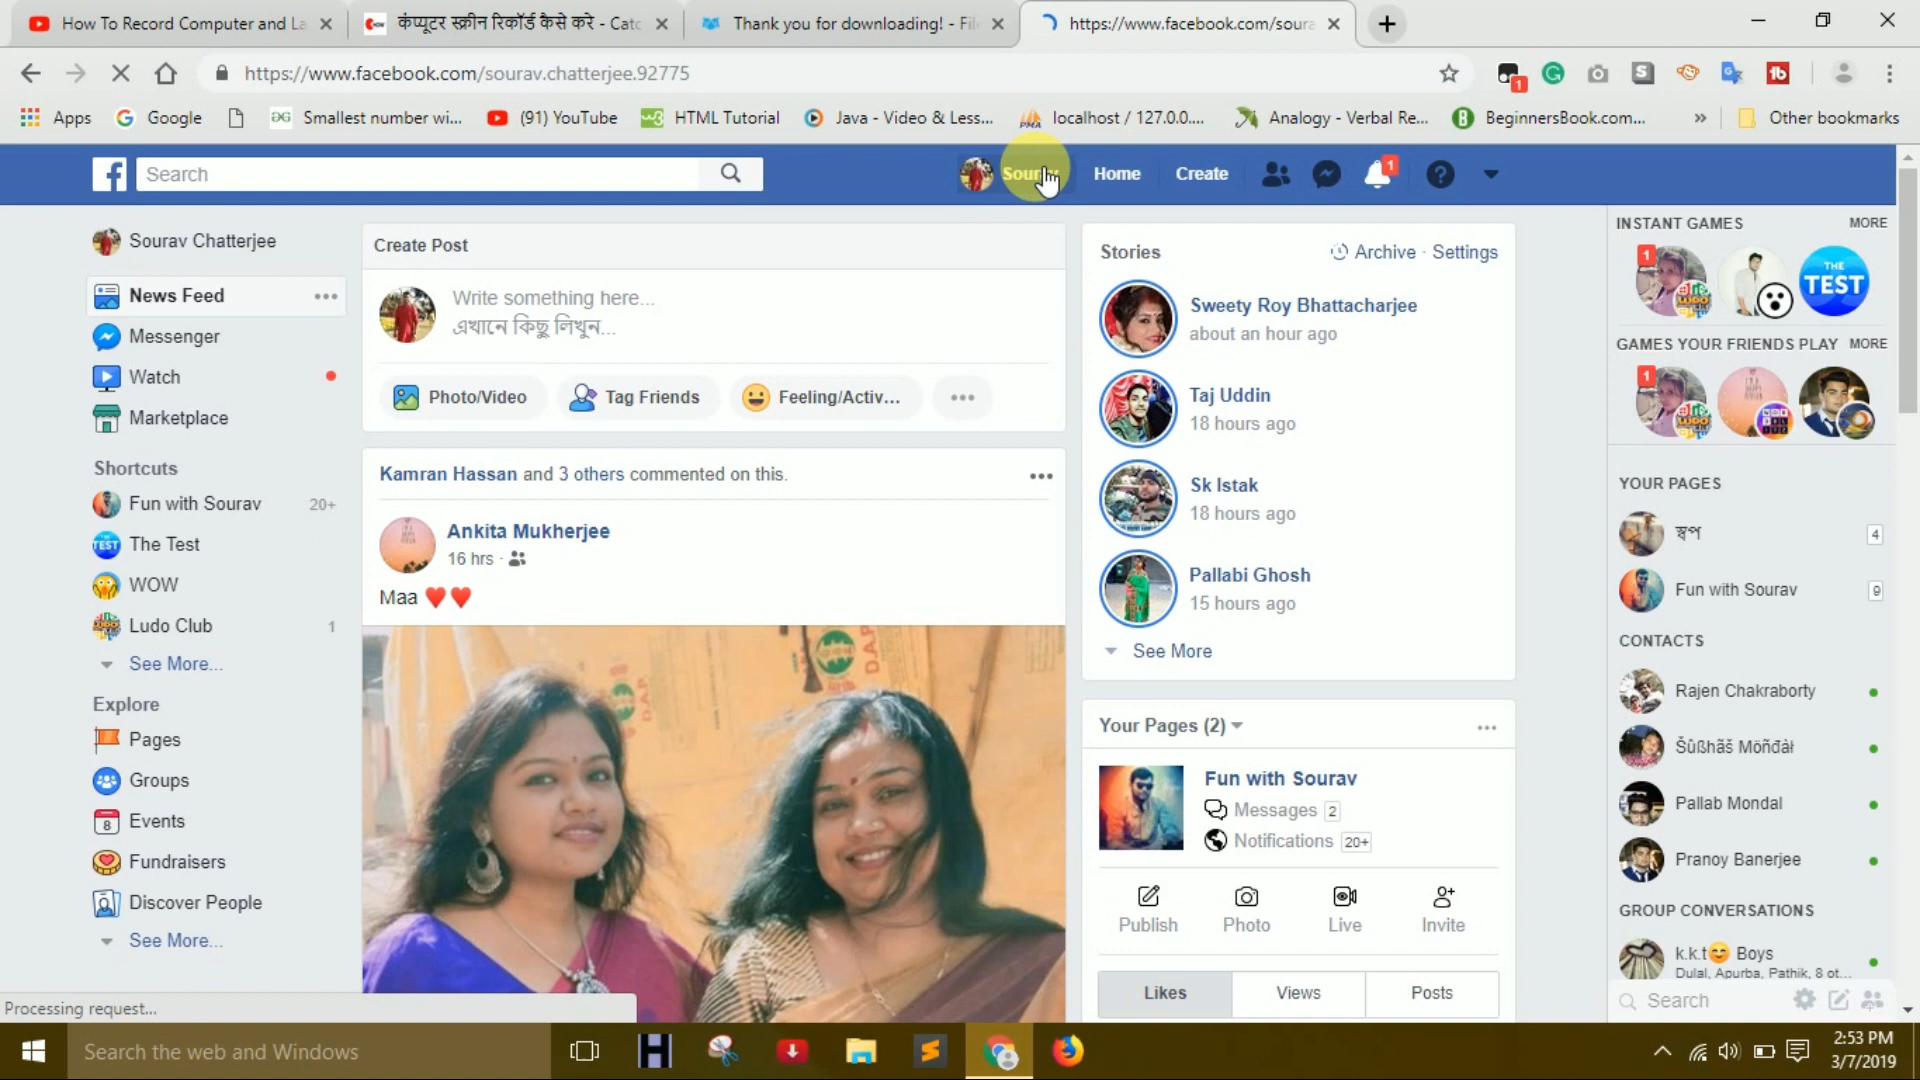 How To Record Computer and La
कंप्यूटर स्क्रीन रिकॉर्ड कैसे करे - Catc
Thank you for downloading! - Fil
https://www.facebook.com/soura
https://www.facebook.com/sourav.chatterjee.92775
1
Apps
Google
Smallest number wi...
(91) YouTube
HTML Tutorial
Java - Video & Less...
localhost / 127.0.0....
Analogy - Verbal Re...
BeginnersBook.com...
»
Other bookmarks
Search
Home
Create
1
Sourav Chatterjee
News Feed
Messenger
Watch
Marketplace
Shortcuts
Fun with Sourav 20+
The Test
WOW
Ludo Club 1
See More...
Explore
Pages
Groups
Events
Fundraisers
Discover People
See More...
Processing request...
Create Post
Write something here...
এখানে কিছু লিখুন...
Photo/Video
Tag Friends
Feeling/Activ...
Kamran Hassan and 3 others commented on this.
Ankita Mukherjee
16 hrs ·
Maa ❤️❤️
D.A.P
Stories
Archive · Settings
Sweety Roy Bhattacharjee
about an hour ago
Taj Uddin
18 hours ago
Sk Istak
18 hours ago
Pallabi Ghosh
15 hours ago
See More
Your Pages (2)
Fun with Sourav
Messages 2
Notifications 20+
Publish
Photo
Live
Invite
Likes
Views
Posts
INSTANT GAMES
MORE
1
THE TEST
GAMES YOUR FRIENDS PLAY
MORE
1
YOUR PAGES
স্বপ 4
Fun with Sourav 9
CONTACTS
Rajen Chakraborty
Šûßhãš Möñđàł
Pallab Mondal
Pranoy Banerjee
GROUP CONVERSATIONS
k.k.t😊 Boys
Dulal, Apurba, Pathik, 8 ot...
Search
Search the web and Windows
2:53 PM
3/7/2019